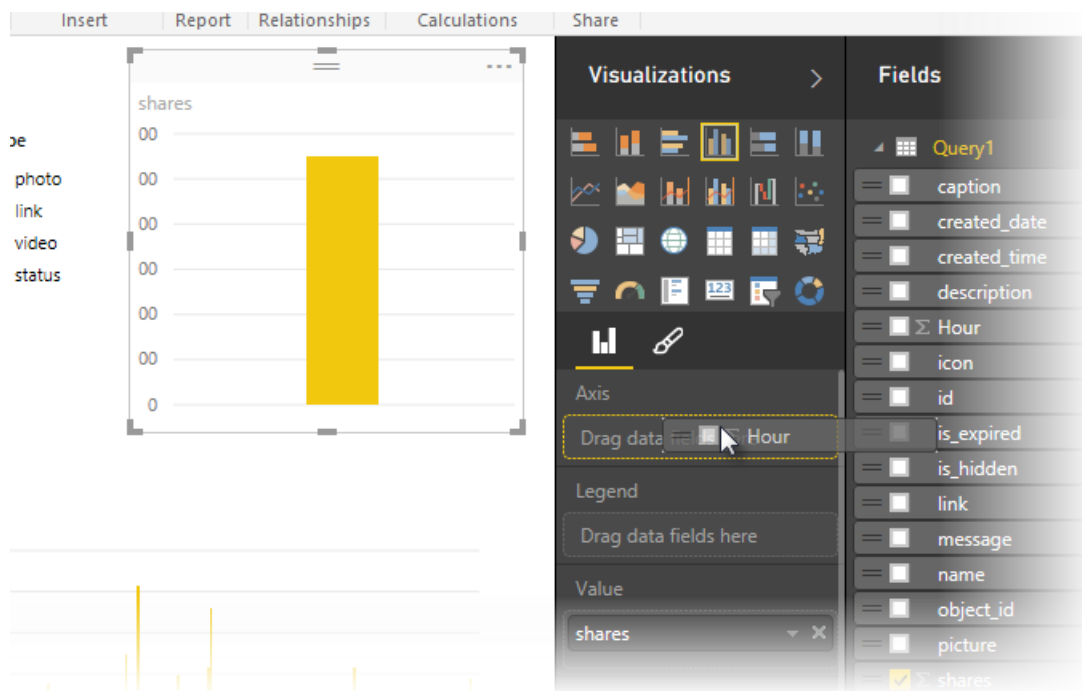 Insert Report Relationships Calculations Share
shares
00
00
00
00
00
00
0
photo
link
video
status
Visualizations
123
Axis
Drag data
Hour
Legend
Drag data fields here
Value
shares
Fields
Query1
caption
created_date
created_time
description
Σ Hour
icon
id
is_expired
is_hidden
link
message
name
object_id
picture
Σ shares